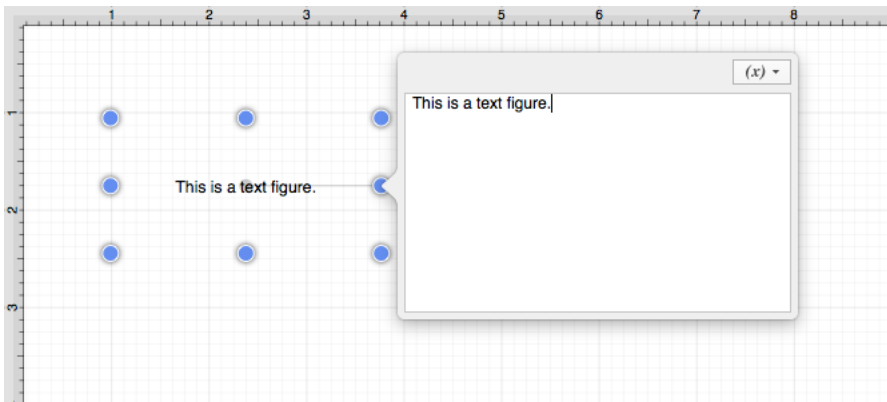 1 2 3 4 5 6 7 8
(x)
This is a text figure.
1
This is a text figure.
2
3